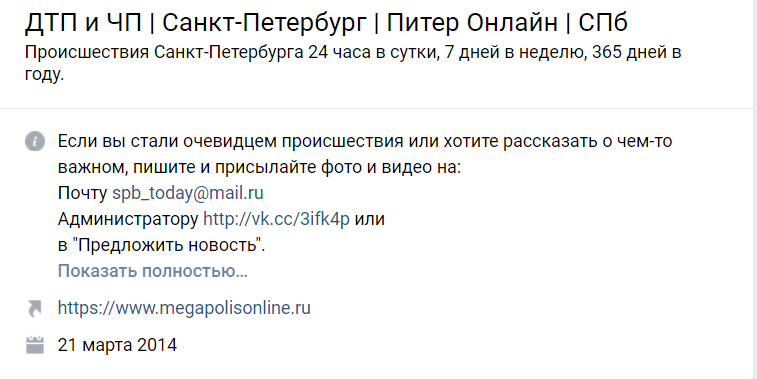 ДТП и ЧП | Санкт-Петербург | Питер Онлайн | СПб
Происшествия Санкт-Петербурга 24 часа в сутки, 7 дней в неделю, 365 дней в
году.
Если вы стали очевидцем происшествия или хотите рассказать о чем-то
важном, пишите и присылайте фото и видео на:
Почту spb_today@mail.ru
Администратору http://vk.cc/3ifk4p или
в "Предложить новость".
Показать полностью…
https://www.megapolisonline.ru
21 марта 2014